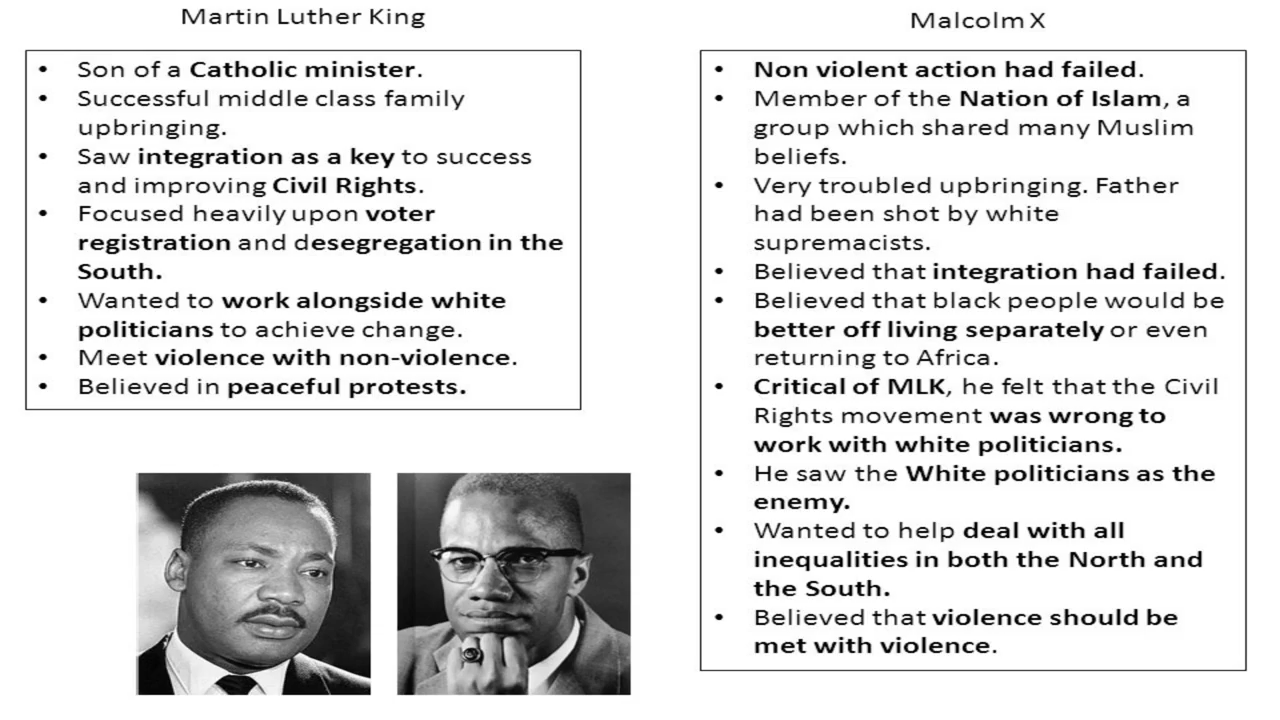 Martin Luther King
• Son of a Catholic minister.
• Successful middle class family
upbringing.
• Saw integration as a key to success
and improving Civil Rights.
• Focused heavily upon voter
registration and desegregation in the
South.
• Wanted to work alongside white
politicians to achieve change.
• Meet violence with non-violence.
• Believed in peaceful protests.
Malcolm X
• Non violent action had failed.
• Member of the Nation of Islam, a
group which shared many Muslim
beliefs.
• Very troubled upbringing. Father
had been shot by white
supremacists.
• Believed that integration had failed.
• Believed that black people would be
better off living separately or even
returning to Africa.
• Critical of MLK, he felt that the Civil
Rights movement was wrong to
work with white politicians.
• He saw the White politicians as the
enemy.
• Wanted to help deal with all
inequalities in both the North and
the South.
• Believed that violence should be
met with violence.